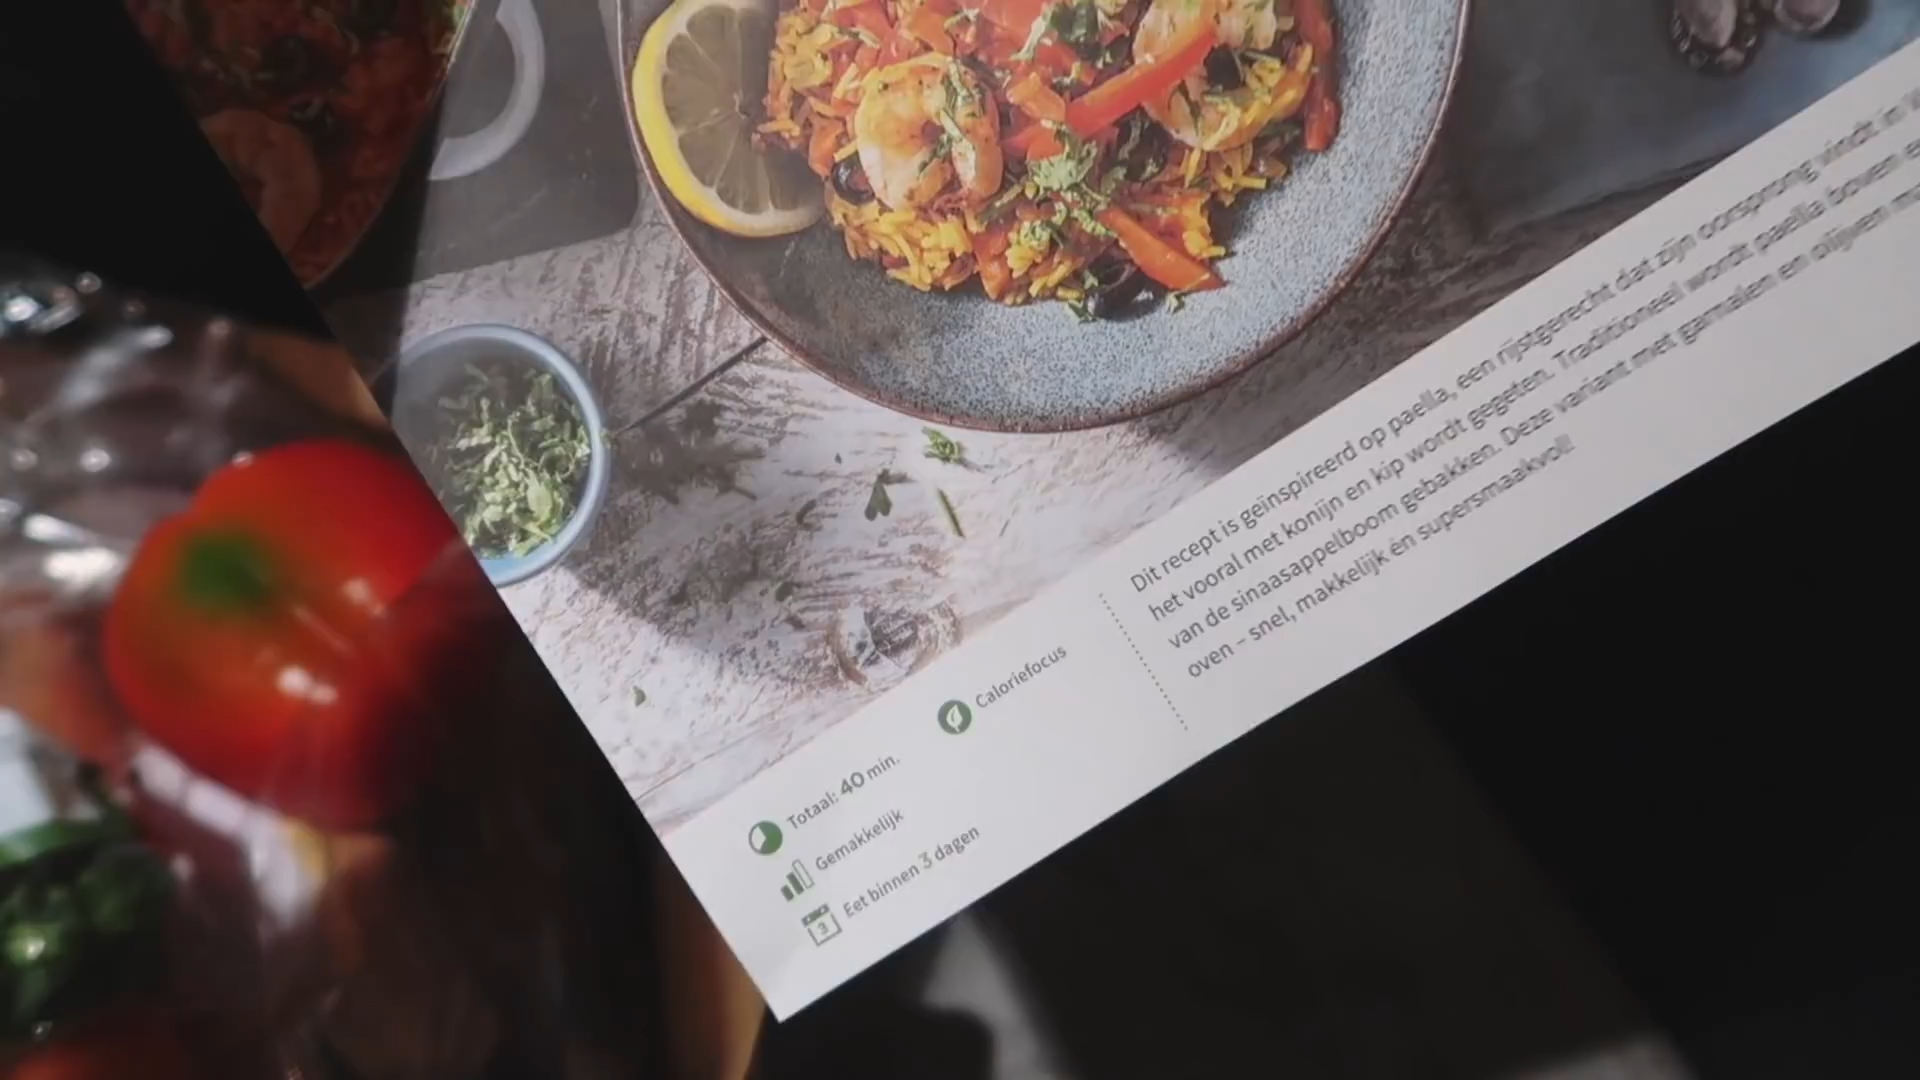 Totaal: 40 min.
Gemakkelijk
Eet binnen 3 dagen
3
Caloriefocus
Dit recept is geïnspireerd op paella, een rijstgerecht dat zijn oorsprong vindt in
het vooral met konijn en kip wordt gegeten. Traditioneel wordt paella boven
van de sinaasappelboom gebakken. Deze variant met garnalen en olijven
oven – snel, makkelijk én supersmaakvol!